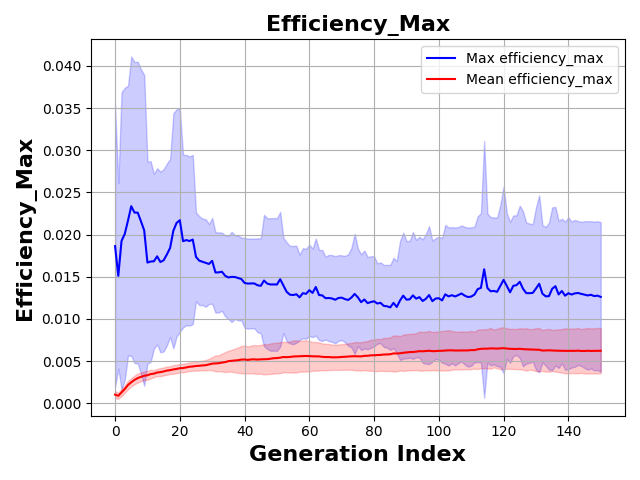 Efficiency_Max
Max efficiency_max
Mean efficiency_max
Efficiency_Max
0.040
0.035
0.030
0.025
0.020
0.015
0.010
0.005
0.000
0 20 40 60 80 100 120 140
Generation Index